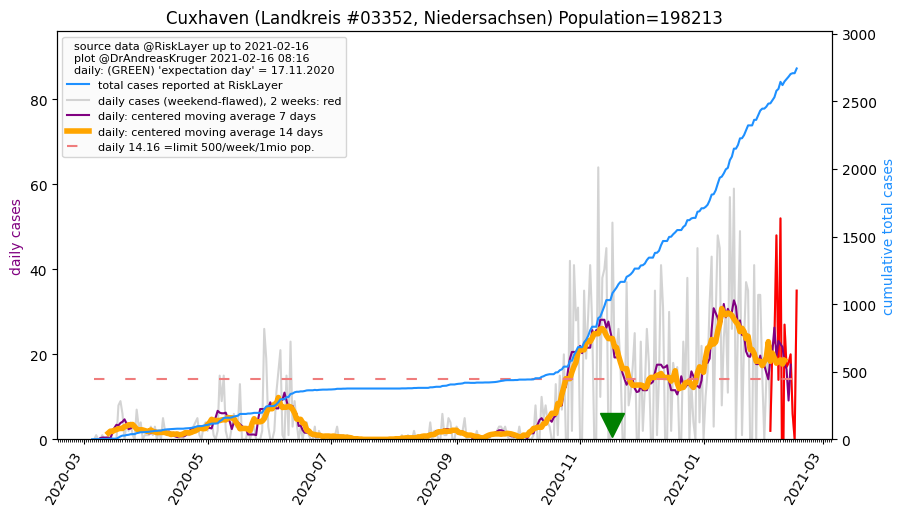 Cuxhaven (Landkreis #03352, Niedersachsen) Population=198213
source data @RiskLayer up to 2021-02-16
plot @DrAndreasKruger 2021-02-16 08:16
daily: (GREEN) 'expectation day' = 17.11.2020
total cases reported at RiskLayer
daily cases (weekend-flawed), 2 weeks: red
daily: centered moving average 7 days
daily: centered moving average 14 days
daily 14.16 =limit 500/week/1mio pop.
daily cases
80
60
40
20
0
cumulative total cases
3000
2500
2000
1500
1000
500
0
2020-03
2020-05
2020-07
2020-09
2020-11
2021-01
2021-03